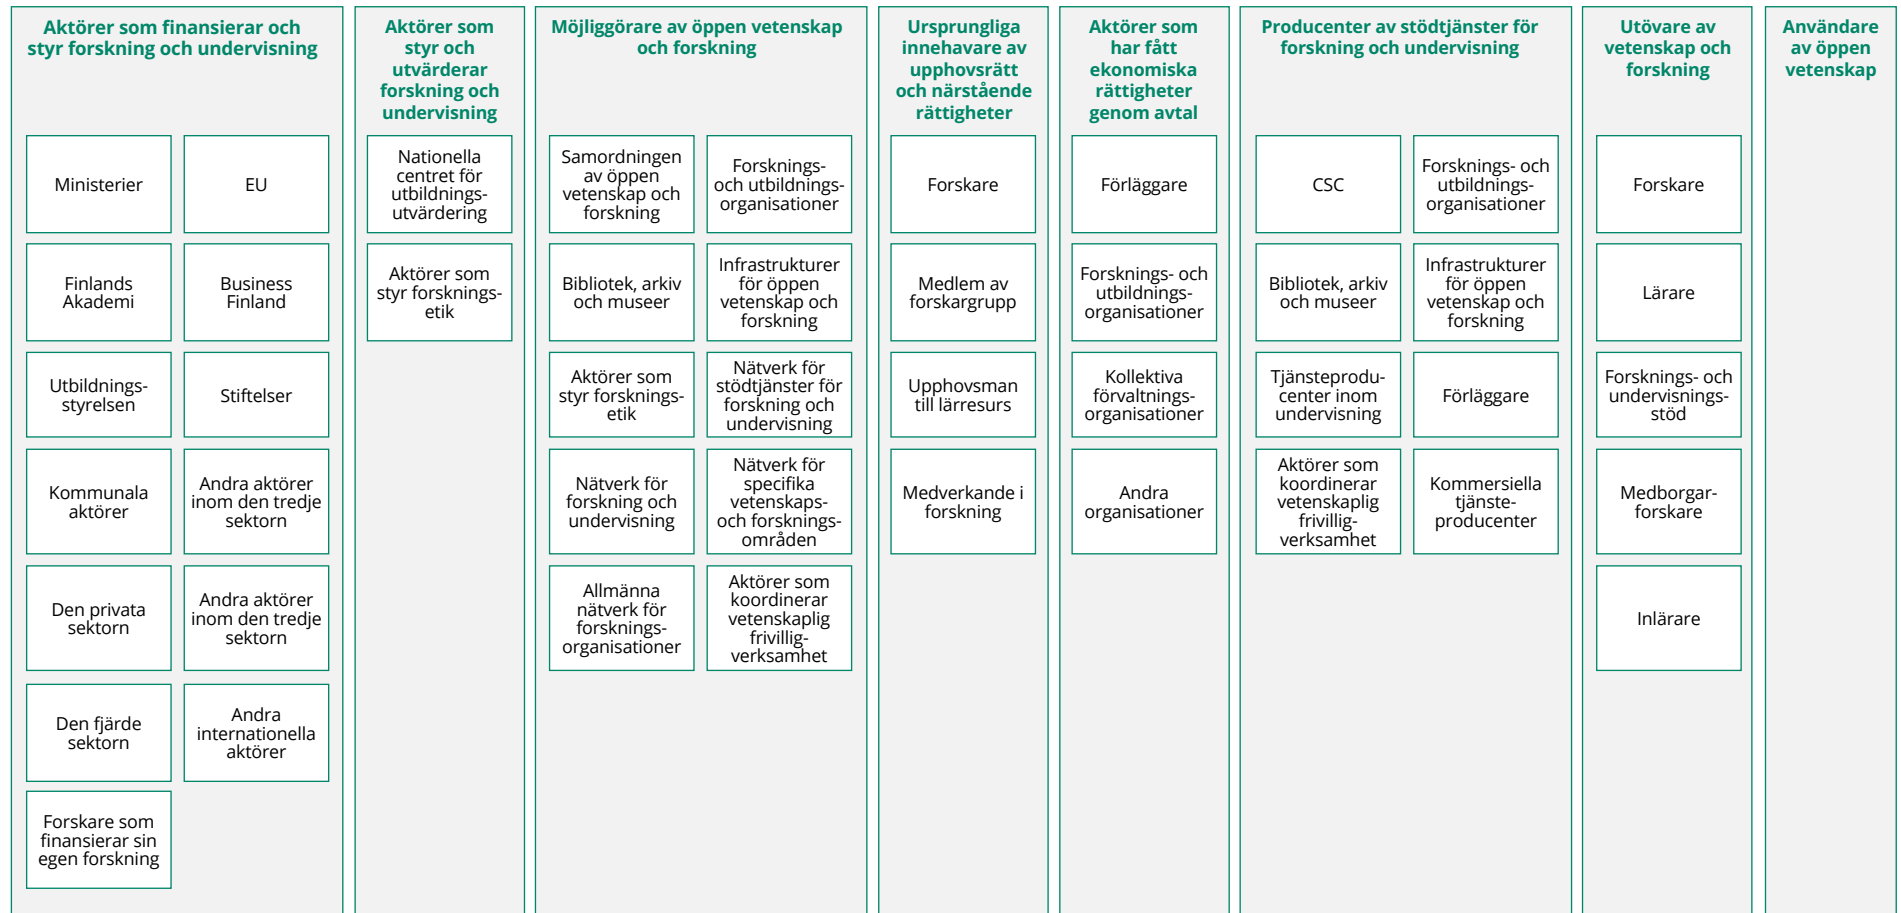 Aktörer som finansierar och
styr forskning och undervisning
Ministerier
EU
Finlands
Akademi
Business
Finland
Utbildnings-
styrelsen
Stiftelser
Kommunala
aktörer
Andra aktörer
inom den tredje
sektorn
Den privata
sektorn
Andra aktörer
inom den tredje
sektorn
Den fjärde
sektorn
Andra
internationella
aktörer
Forskare som
finansierar sin
egen forskning
Aktörer som
styr och
utvärderar
forskning och
undervisning
Nationella
centret för
utbildnings-
utvärdering
Aktörer som
styr forsknings-
etik
Möjliggörare av öppen vetenskap
och forskning
Samordningen
av öppen
vetenskap och
forskning
Forsknings-
och utbildnings-
organisationer
Bibliotek, arkiv
och museer
Infrastrukturer
för öppen
vetenskap och
forskning
Aktörer som
styr forsknings-
etik
Nätverk för
stödtjänster för
forskning och
undervisning
Nätverk för
forskning och
undervisning
Nätverk för
specifika
vetenskaps-
och forsknings-
områden
Allmänna
nätverk för
forsknings-
organisationer
Aktörer som
koordinerar
vetenskaplig
frivillig-
verksamhet
Ursprungliga
innehavare av
upphovsrätt
och närstående
rättigheter
Forskare
Medlem av
forskargrupp
Upphovsman
till lärresurs
Medverkande i
forskning
Aktörer som
har fått
ekonomiska
rättigheter
genom avtal
Förläggare
Forsknings- och
utbildnings-
organisationer
Kollektiva
förvaltnings-
organisationer
Andra
organisationer
Producenter av stödtjänster för
forskning och undervisning
CSC
Forsknings- och
utbildnings-
organisationer
Bibliotek, arkiv
och museer
Infrastrukturer
för öppen
vetenskap och
forskning
Tjänsteprodu-
center inom
undervisning
Förläggare
Aktörer som
koordinerar
vetenskaplig
frivillig-
verksamhet
Kommersiella
tjänste-
producenter
Utövare av
vetenskap och
forskning
Forskare
Lärare
Forsknings- och
undervisnings-
stöd
Medborgar-
forskare
Inlärare
Användare
av öppen
vetenskap